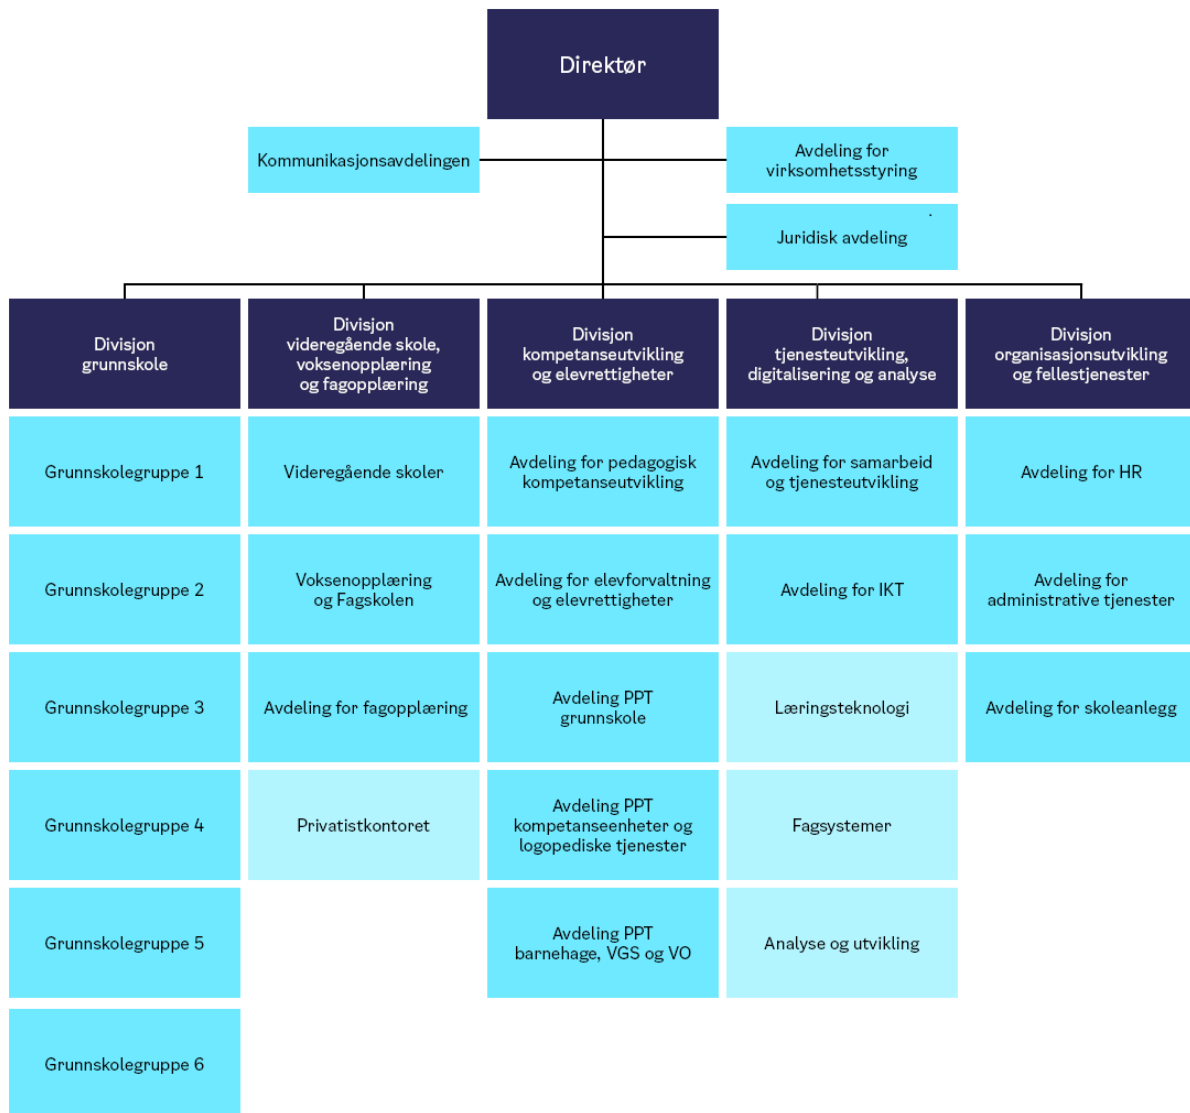 Direktør
Kommunikasjonsavdelingen
Avdeling for
virksomhetsstyring
Juridisk avdeling
Divisjon
grunnskole
Divisjon
videregående skole,
voksenopplæring
og fagopplæring
Divisjon
kompetanseutvikling
og elevrettigheter
Divisjon
tjenesteutvikling,
digitalisering og analyse
Divisjon
organisasjonsutvikling
og fellestjenester
Grunnskolegruppe 1
Videregående skoler
Avdeling for pedagogisk
kompetanseutvikling
Avdeling for samarbeid
og tjenesteutvikling
Avdeling for HR
Grunnskolegruppe 2
Voksenopplæring
og Fagskolen
Avdeling for elevforvaltning
og elevrettigheter
Avdeling for IKT
Avdeling for
administrative tjenester
Grunnskolegruppe 3
Avdeling for fagopplæring
Avdeling PPT
grunnskole
Læringsteknologi
Avdeling for skoleanlegg
Grunnskolegruppe 4
Privatistkontoret
Avdeling PPT
kompetanseenheter og
logopediske tjenester
Fagsystemer
Grunnskolegruppe 5
Avdeling PPT
barnehage, VGS og VO
Analyse og utvikling
Grunnskolegruppe 6